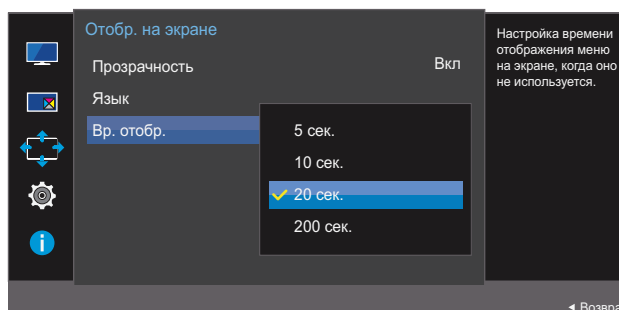 Отобр. на экране
Прозрачность Вкл
Язык
Вр. отобр.
5 сек.
10 сек.
20 сек.
200 сек.
Настройка времени
отображения меню
на экране, когда оно
не используется.